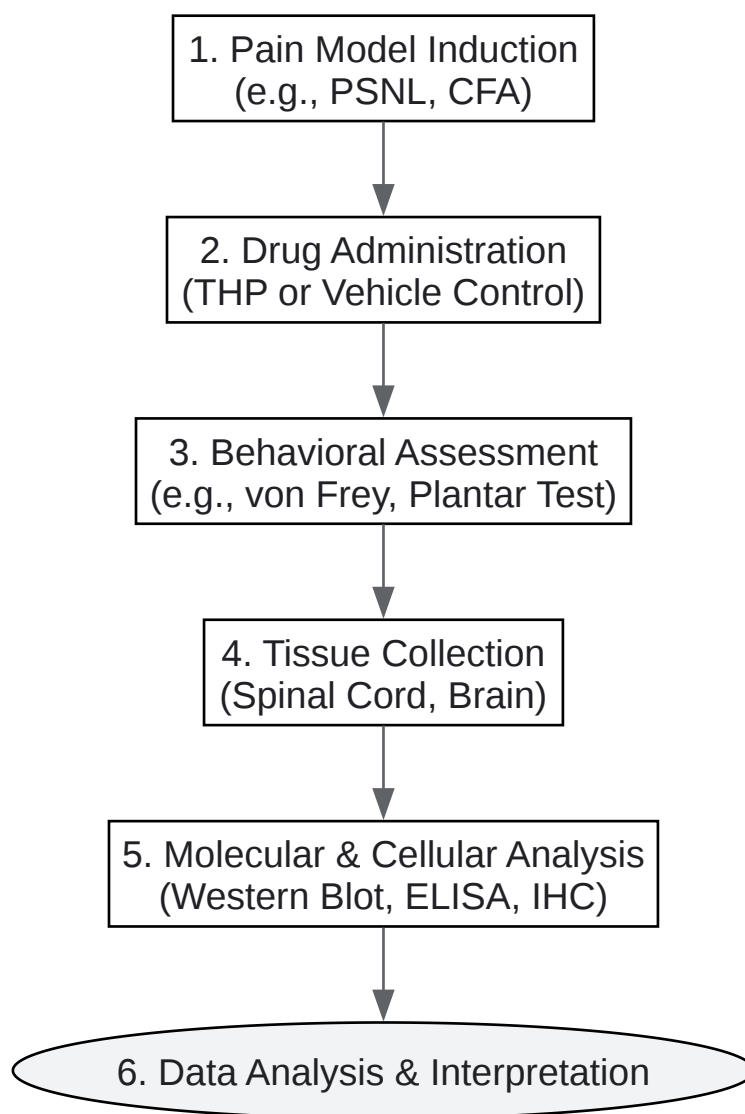 1. Pain Model Induction
(e.g., PSNL, CFA)
2. Drug Administration
(THP or Vehicle Control)
3. Behavioral Assessment
(e.g., von Frey, Plantar Test)
4. Tissue Collection
(Spinal Cord, Brain)
5. Molecular & Cellular Analysis
(Western Blot, ELISA, IHC)
6. Data Analysis & Interpretation